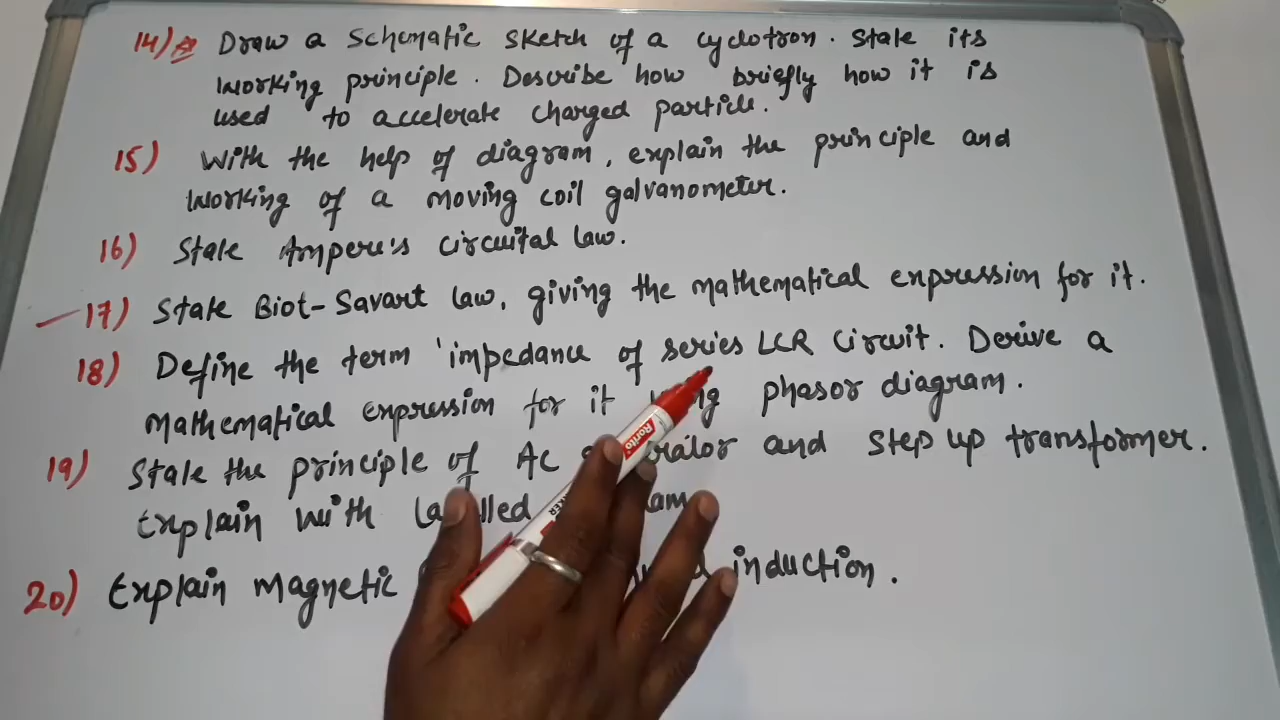 14) Draw a schematic sketch of a cyclotron. State its
working principle. Describe how briefly how it is
used to accelerate charged particle.
15) With the help of diagram, explain the principle and
working of a moving coil galvanometer.
16) State Ampere's circuital law.
17) State Biot-Savart law, giving the mathematical expression for it.
18) Define the term 'impedance of series LCR circuit. Derive a
mathematical expression for it phasor diagram.
19) State the principle of AC and step up transformer.
Explain with
20) Explain magnetic induction.
Rorito